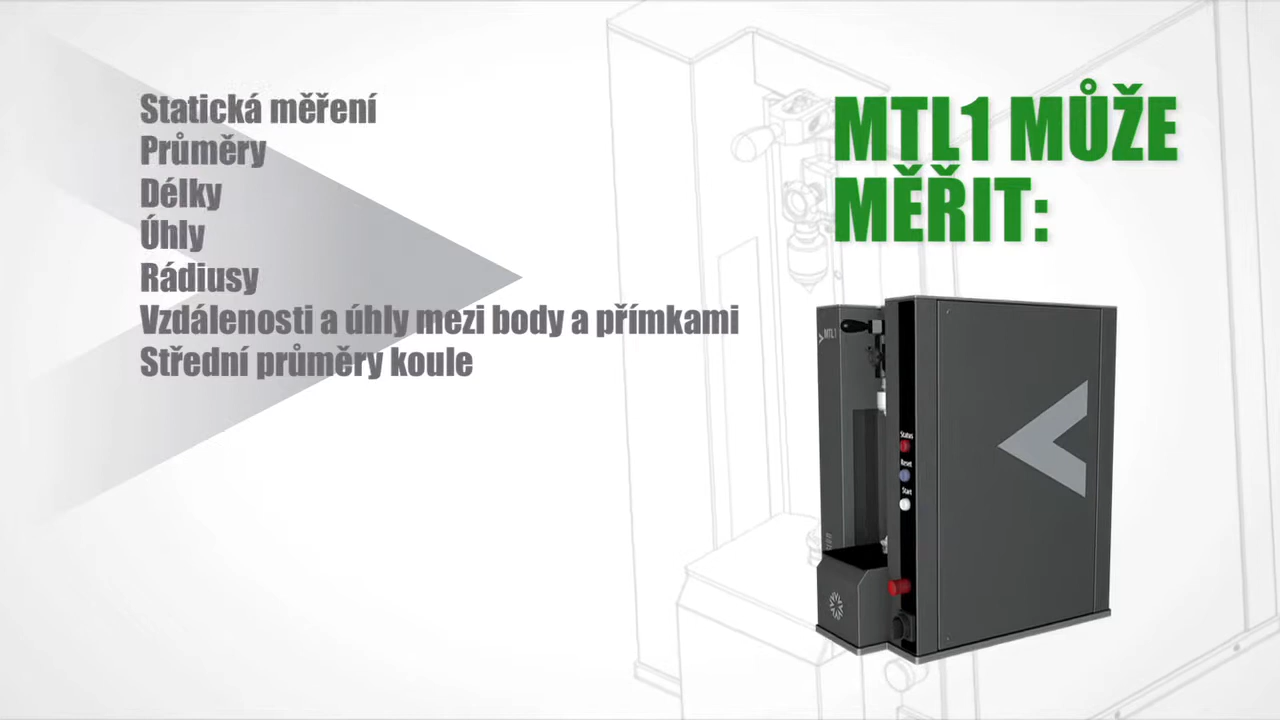 Statická měření
Průměry
Délky
Úhly
Rádiusy
Vzdálenosti a úhly mezi body a přímkami
Střední průměry koule
MTL1 MŮŽE
MĚŘIT:
MTL1
Status
Reset
Start